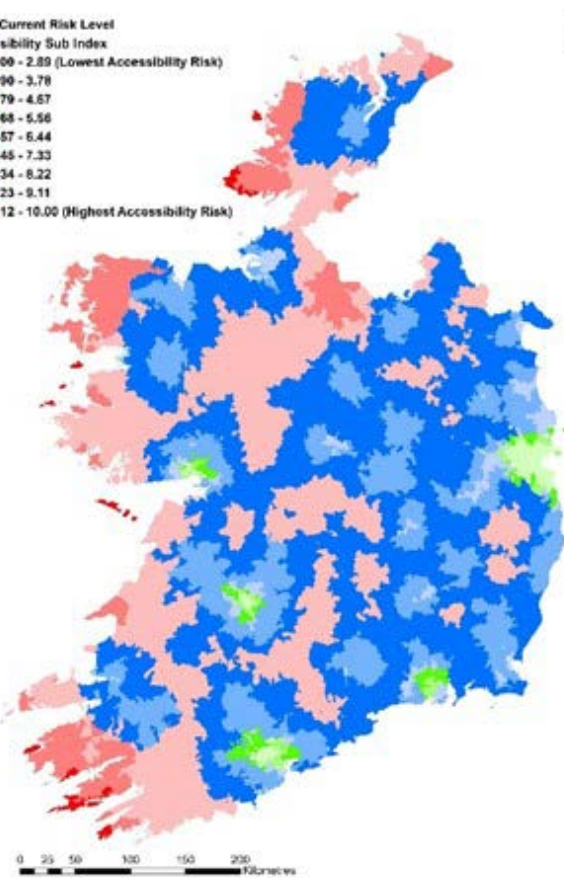 Current Risk Level
sibility Sub Index
00 - 2.89 (Lowest Accessibility Risk)
90 - 3.78
79 - 4.67
68 - 5.56
57 - 6.44
45 - 7.33
34 - 8.22
23 - 9.11
12 - 10.00 (Highest Accessibility Risk)
0 25 50 100 150 200
Kilometres